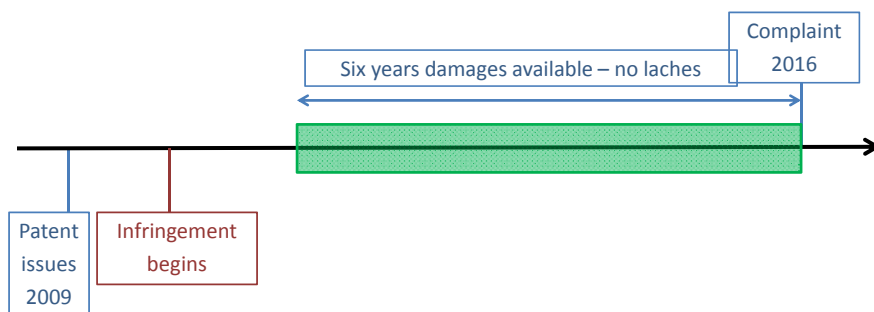 Complaint
2016
Six years damages available – no laches
Patent
issues
2009
Infringement
begins